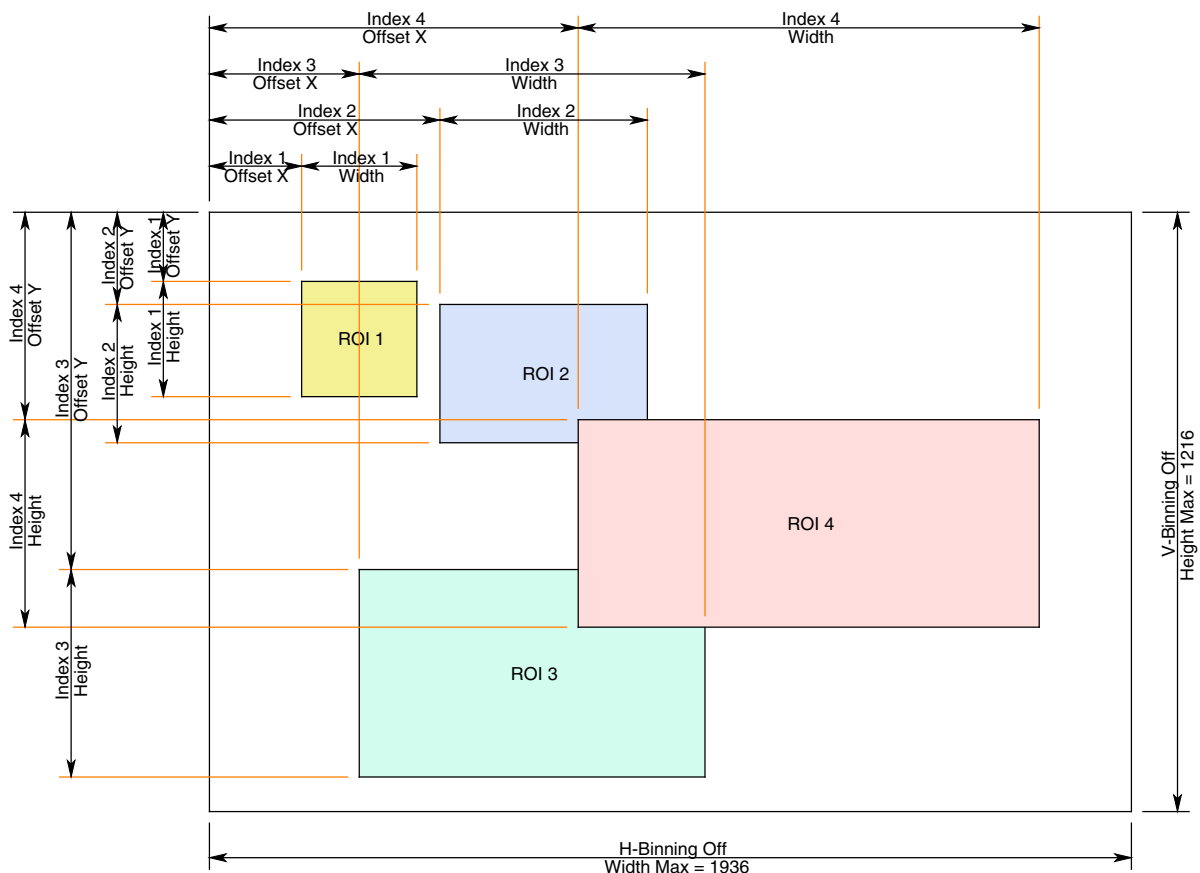 Index 4
Offset X
Index 4
Width
Index 3
Offset X
Index 3
Width
Index 2
Offset X
Index 2
Width
Index 1
Offset X
Index 1
Width
Index 1
Offset Y
Index 2
Offset Y
Index 4
Offset Y
Index 3
Offset Y
Index 1
Height
Index 2
Height
Index 4
Height
Index 3
Height
ROI 1
ROI 2
ROI 4
ROI 3
V-Binning Off
Height Max = 1216
H-Binning Off
Width Max = 1936